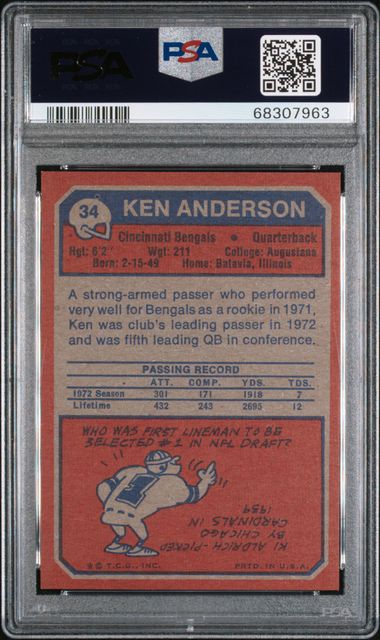 PSA
PSA
68307963
34
KEN ANDERSON
Cincinnati Bengals • Quarterback
Hgt: 6'2" Wgt: 211 College: Augustana
Born: 2-15-49 Home: Batavia, Illinois
A strong-armed passer who performed
very well for Bengals as a rookie in 1971,
Ken was club's leading passer in 1972
and was fifth leading QB in conference.
PASSING RECORD
ATT. COMP. YDS. TDS.
1972 Season 301 171 1918 7
Lifetime 432 243 2695 12
WHO WAS FIRST LINEMAN TO BE
SELECTED #1 IN NFL DRAFT?
1
KI ALDRICH-PICKED
BY CHICAGO
CARDINALS IN
1939
© T.C.G., INC. PRTD. IN U.S.A.
PSA